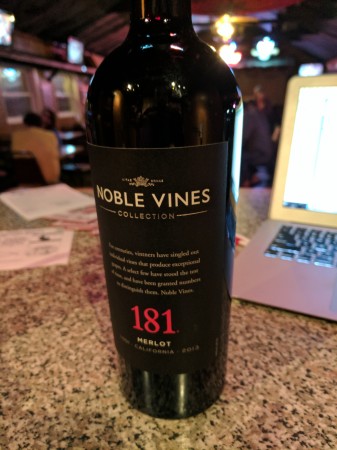 NOBLE VINES
COLLECTION
For centuries, vintners have singled out
individual vines that produce exceptional
grapes. A select few have stood the test
of time, and have been granted numbers
to distinguish them. Noble Vines.
181
MERLOT
CALIFORNIA · 2013